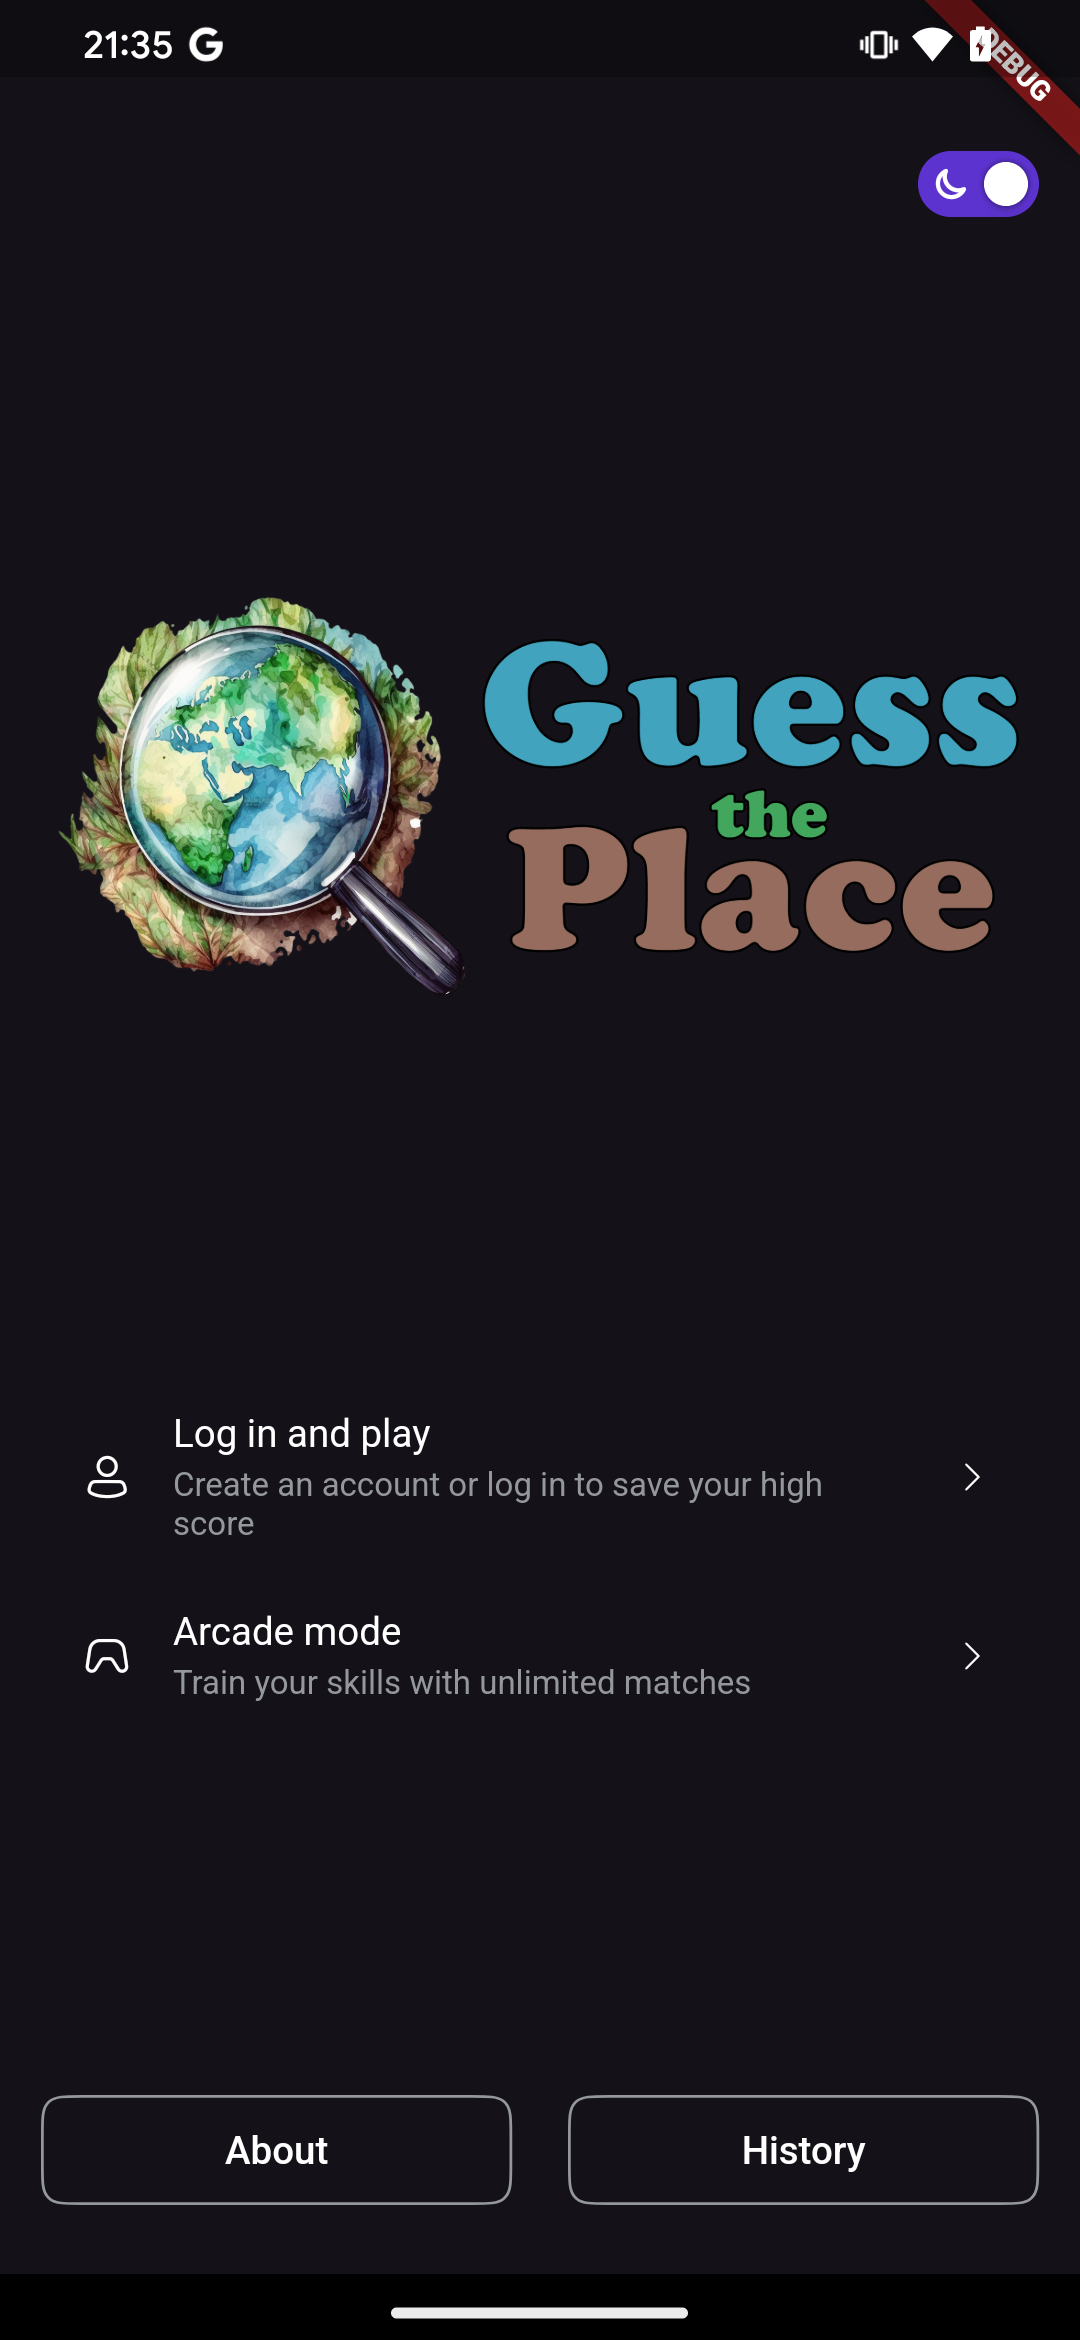 21:35
DEBUG
Guess
the
Place
Log in and play
Create an account or log in to save your high
score
Arcade mode
Train your skills with unlimited matches
About
History